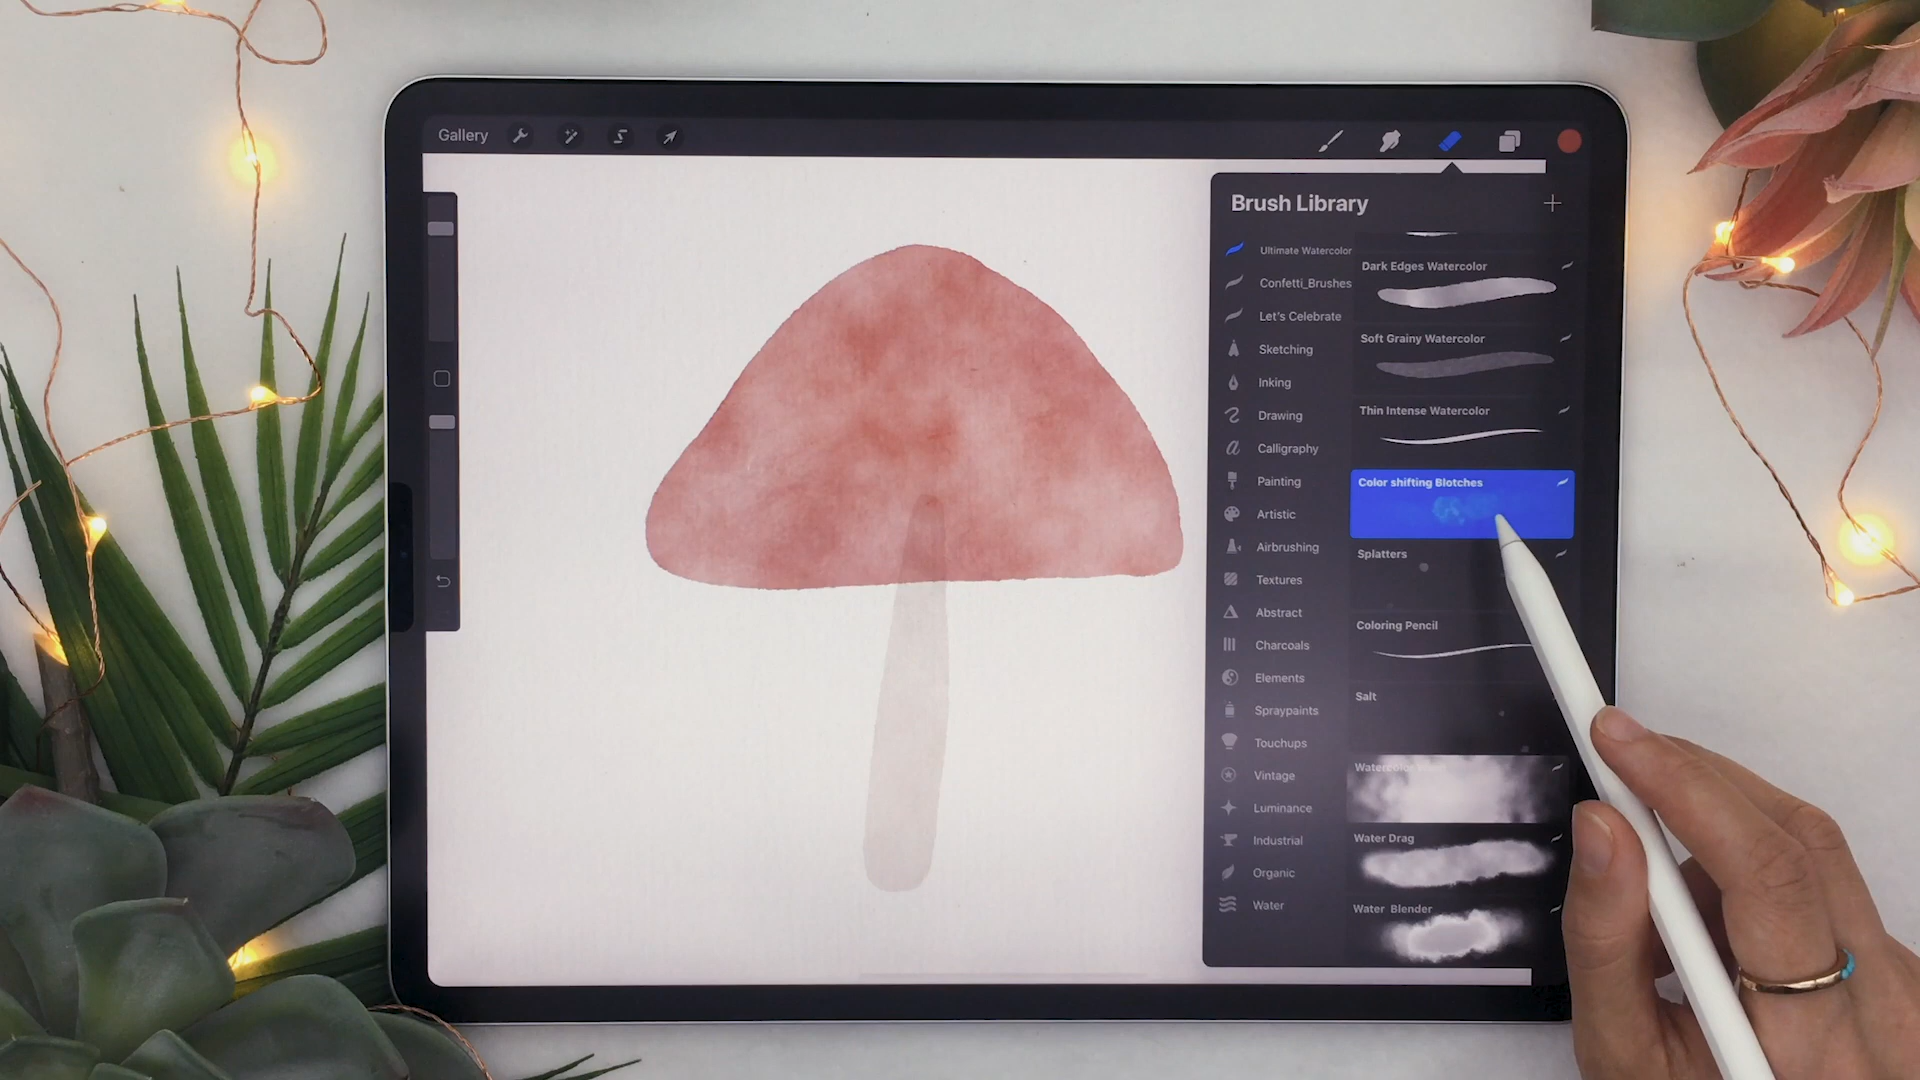 Gallery
Brush Library
Ultimate Watercolor
Confetti_Brushes
Let's Celebrate
Sketching
Inking
Drawing
Calligraphy
Painting
Artistic
Airbrushing
Textures
Abstract
Charcoals
Elements
Spraypaints
Touchups
Vintage
Luminance
Industrial
Organic
Water
Dark Edges Watercolor
Soft Grainy Watercolor
Thin Intense Watercolor
Color shifting Blotches
Splatters
Coloring Pencil
Salt
Watercolor
Water Drag
Water Blender